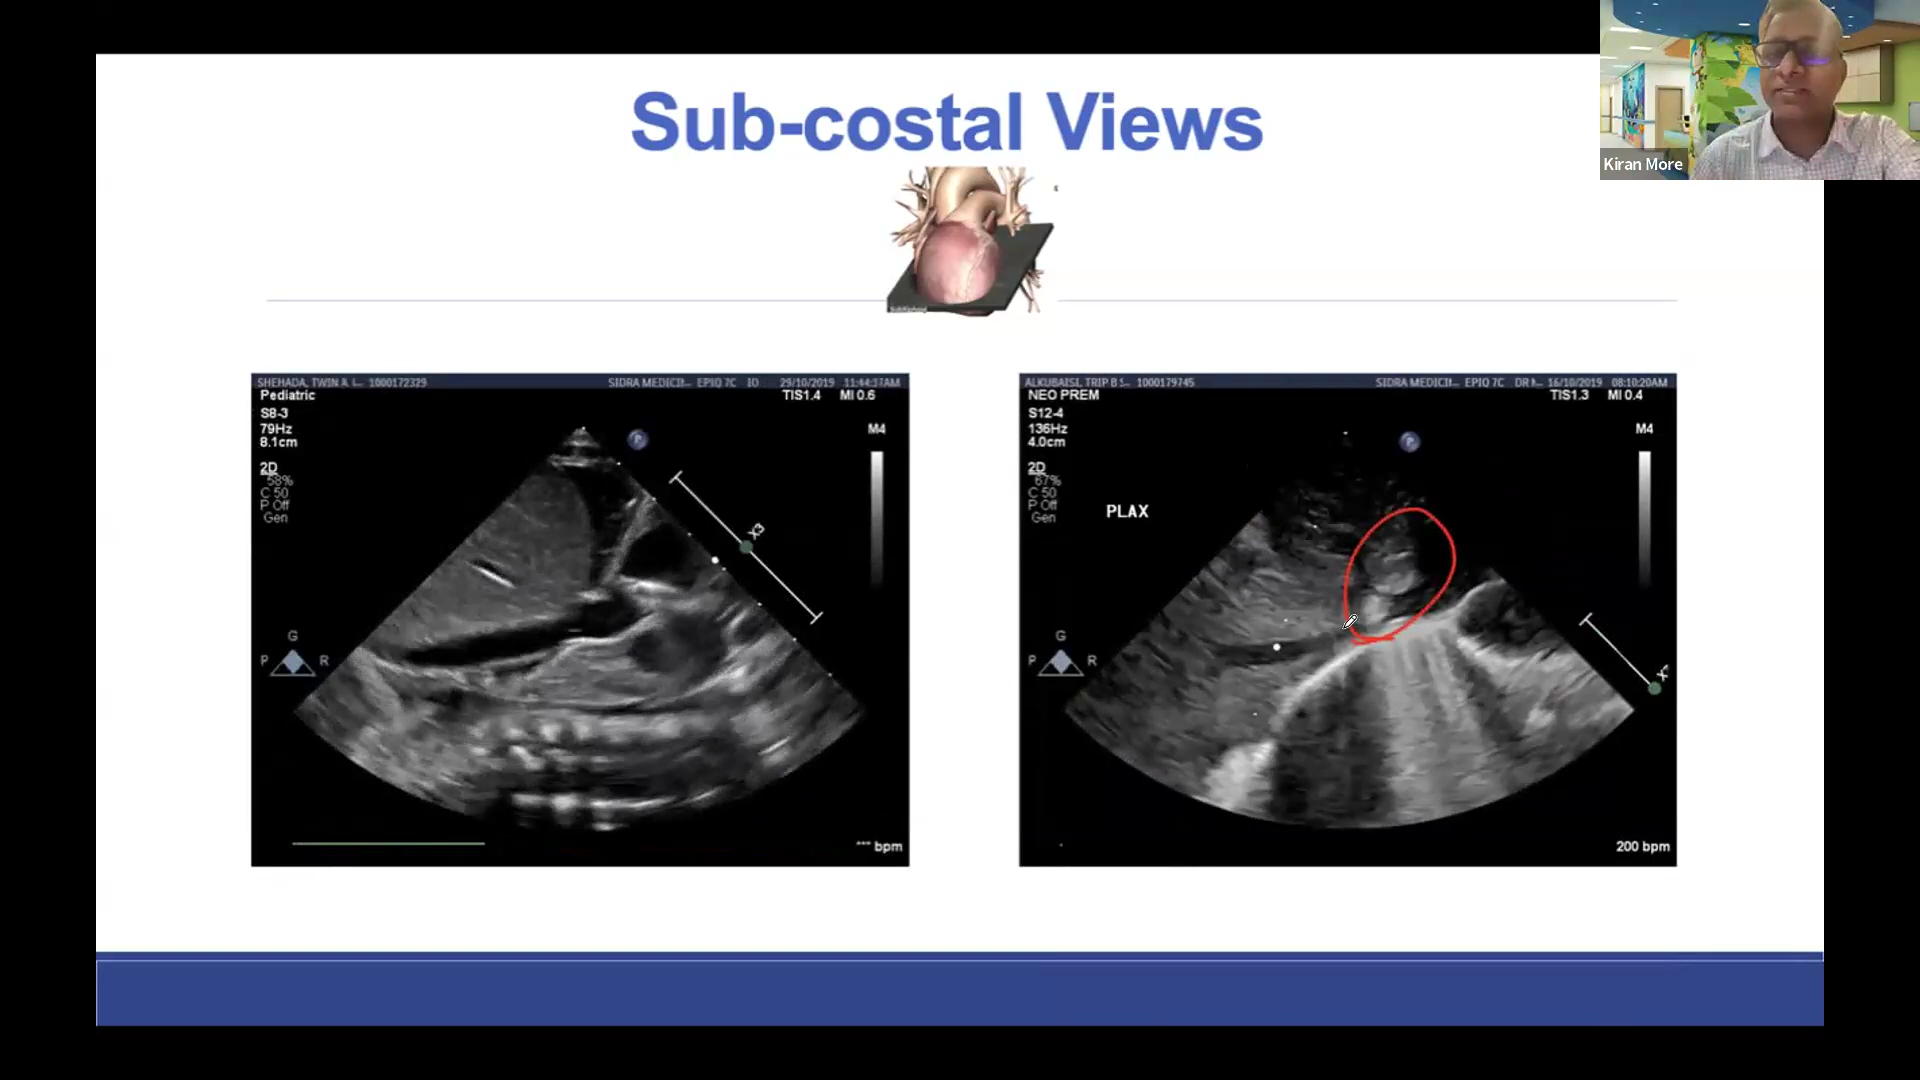 Sub-costal Views
Kiran More
SHEHADA, TWIN A
1000172329
SIDRA MEDICI... EPIQ 7C
29/10/2019 11:44:37AM
Pediatric
TIS1.4 MI 0.6
S8-3
79Hz
8.1cm
M4
2D
58%
C 50
P Off
Gen
X3
G
P R
*** bpm
ALKUBAISI, TRIP B
1000179745
SIDRA MEDICI... EPIQ 7C
16/10/2019 08:10:20AM
NEO PREM
TIS1.3 MI 0.4
S12-4
136Hz
4.0cm
M4
2D
67%
C 50
P Off
Gen
PLAX
G
P R
200 bpm